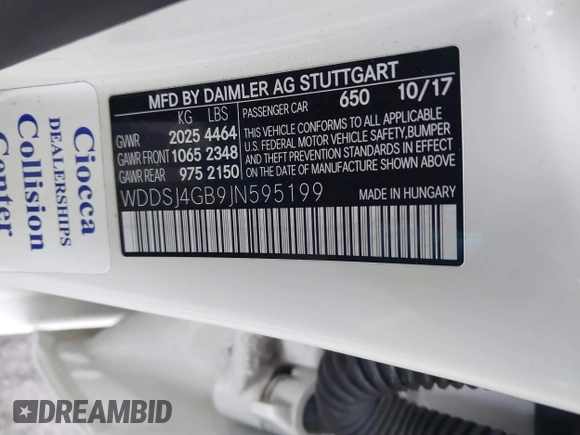 MFD BY DAIMLER AG STUTTGART
KG LBS PASSENGER CAR 650 10/17
GVWR 2025 4464
GAWR FRONT 1065 2348
GAWR REAR 975 2150
THIS VEHICLE CONFORMS TO ALL APPLICABLE
U.S. FEDERAL MOTOR VEHICLE SAFETY,BUMPER
AND THEFT PREVENTION STANDARDS IN EFFECT
ON THE DATE OF MANUFACTURE SHOWN ABOVE.
WDDSJ4GB9JN595199 MADE IN HUNGARY
Ciocca
DEALERSHIPS
Collision
Center
DREAMBID